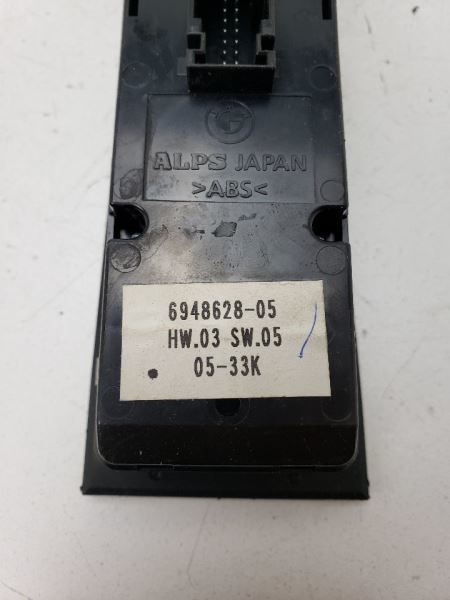 ALPS JAPAN
>ABS<
6948628-05
HW.03 SW.05
05-33K